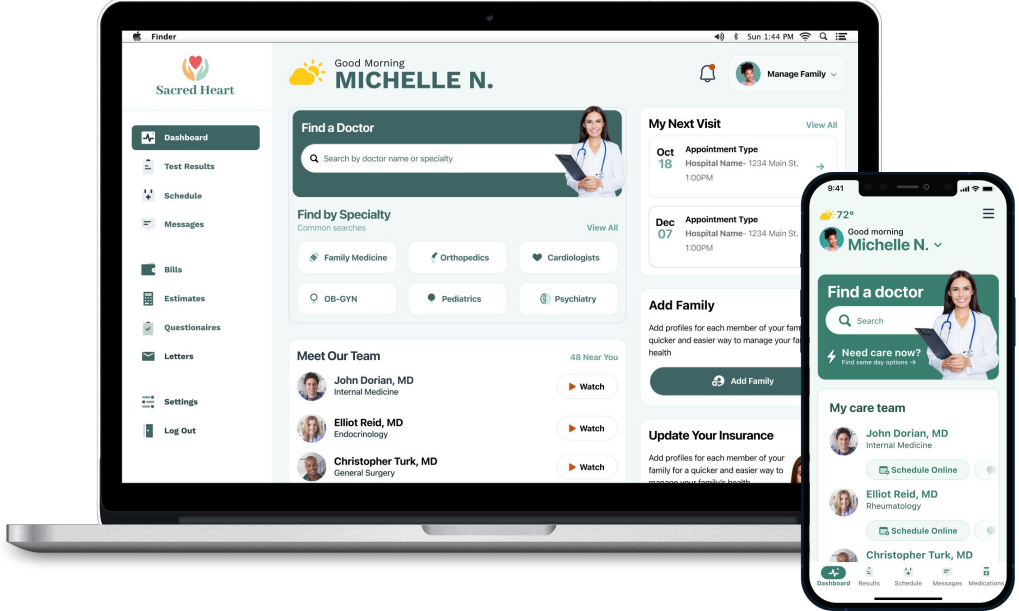 Finder
Sun 1:44 PM
Sacred Heart
Dashboard
Test Results
Schedule
Messages
Bills
Estimates
Questionaires
Letters
Settings
Log Out
Good Morning
MICHELLE N.
Manage Family
Find a Doctor
Search by doctor name or specialty
Find by Specialty
Common searches
View All
Family Medicine
Orthopedics
Cardiologists
OB-GYN
Pediatrics
Psychiatry
Meet Our Team
48 Near You
John Dorian, MD
Internal Medicine
Watch
Elliot Reid, MD
Endocrinology
Watch
Christopher Turk, MD
General Surgery
Watch
My Next Visit
View All
Oct
18
Appointment Type
Hospital Name- 1234 Main St.
1:00PM
Dec
07
Appointment Type
Hospital Name- 1234 Main St.
1:00PM
Add Family
Add profiles for each member of your fam
quicker and easier way to manage your fa
health
Add Family
Update Your Insurance
Add profiles for each member of your
family for a quicker and easier way to
manage your family's health
9:41
72°
Good morning
Michelle N.
Find a doctor
Search
Need care now?
Find same day options →
My care team
John Dorian, MD
Internal Medicine
Schedule Online
Elliot Reid, MD
Rheumatology
Schedule Online
Christopher Turk, MD
Dashboard
Results
Schedule
Messages
Medications